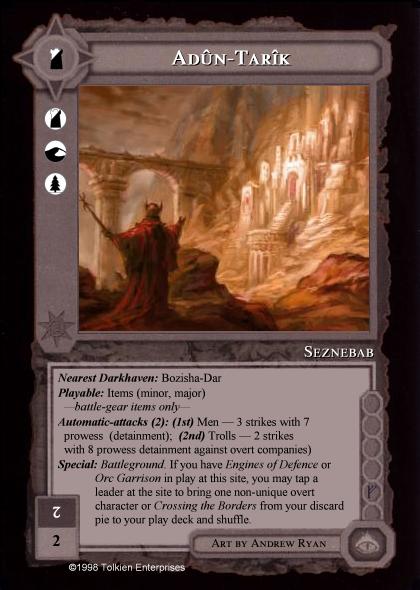 ADÛN-TARÎK
SEZNEBAB
Nearest Darkhaven: Bozisha-Dar
Playable: Items (minor, major)
—battle-gear items only—
Automatic-attacks (2): (1st) Men — 3 strikes with 7
prowess (detainment); (2nd) Trolls — 2 strikes
with 8 prowess detainment against overt companies)
Special: Battleground. If you have Engines of Defence or
Orc Garrison in play at this site, you may tap a
leader at the site to bring one non-unique overt
character or Crossing the Borders from your discard
pie to your play deck and shuffle.
2
2
ART BY ANDREW RYAN
©1998 Tolkien Enterprises